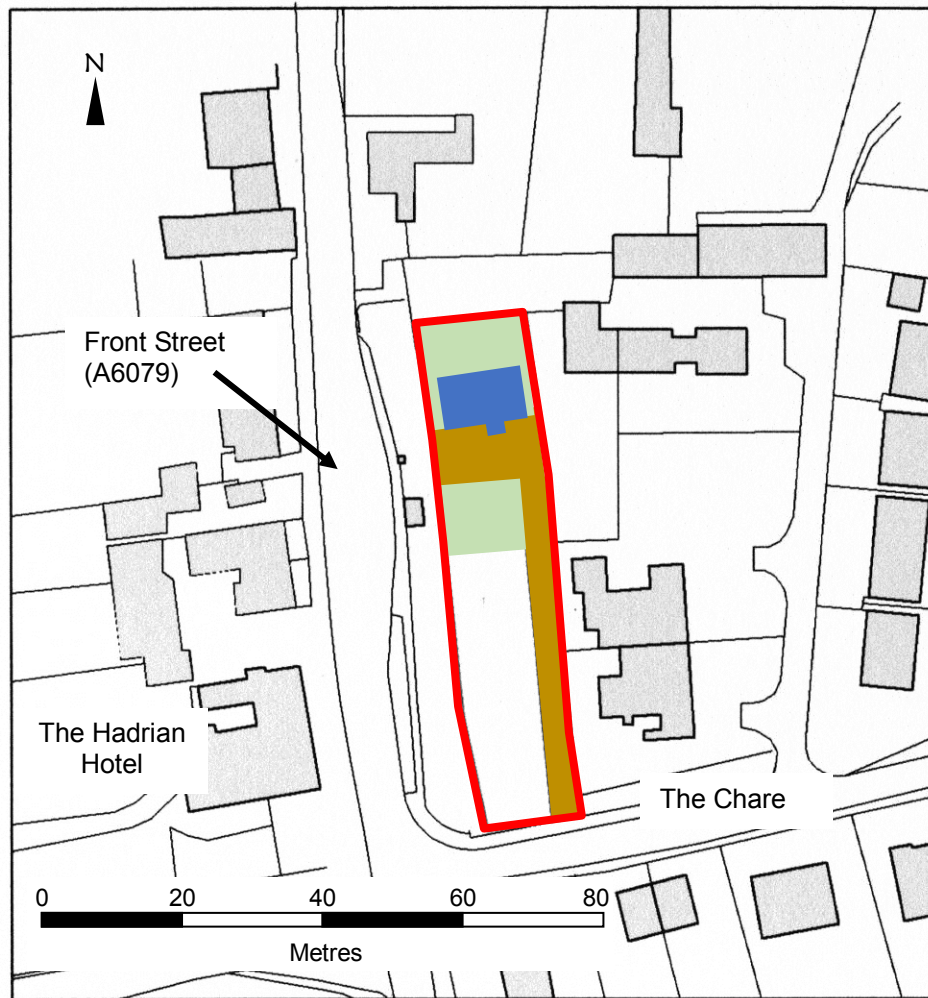 N
Front Street
(A6079)
The Hadrian
Hotel
The Chare
0 20 40 60 80
Metres